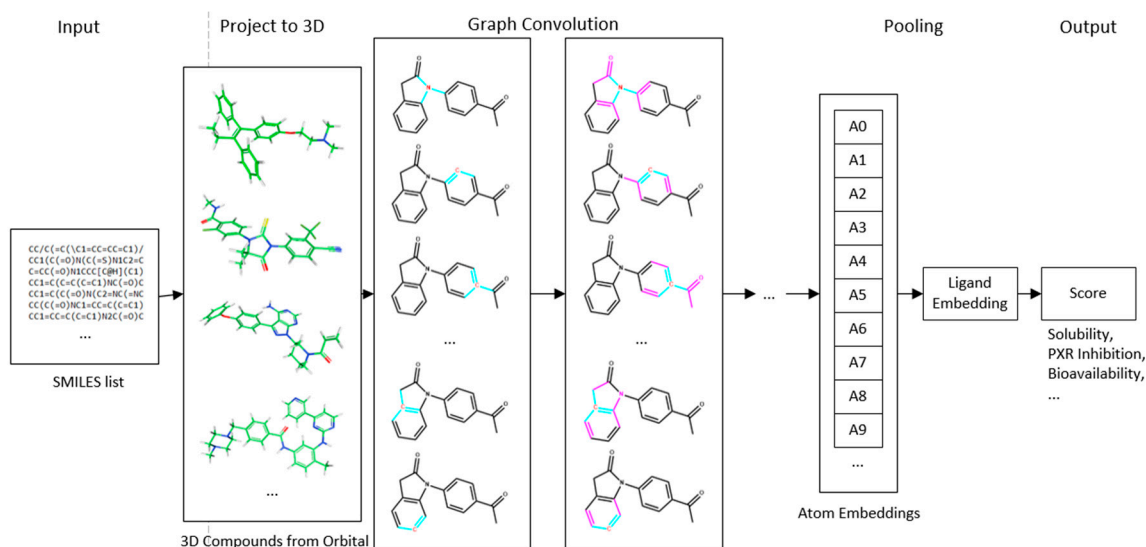 Input
Project to 3D
Graph Convolution
Pooling
Output
CC/C(=C(\C1=CC=CC=C1)/
CC1(C(=O)N(C(=S)N1C2=C
C=CC(=O)N1CCC[C@H](C1)
CC1=C(C=C(C=C1)NC(=O)C
CC1=C(C(=O)N(C2=NC(=NC
CC(C(=O)NC1=CC=C(C=C1)
CC1=CC=C(C=C1)N2C(=O)C
...
SMILES list
...
3D Compounds from Orbital
O
N
O
O
N
O
C
O
N
O
C
...
O
N
O
C
O
N
O
C
O
N
O
O
N
O
C
O
N
O
C
...
O
N
O
C
O
N
O
C
...
A0
A1
A2
A3
A4
A5
A6
A7
A8
A9
...
Atom Embeddings
Ligand
Embedding
Score
Solubility,
PXR Inhibition,
Bioavailability,
...